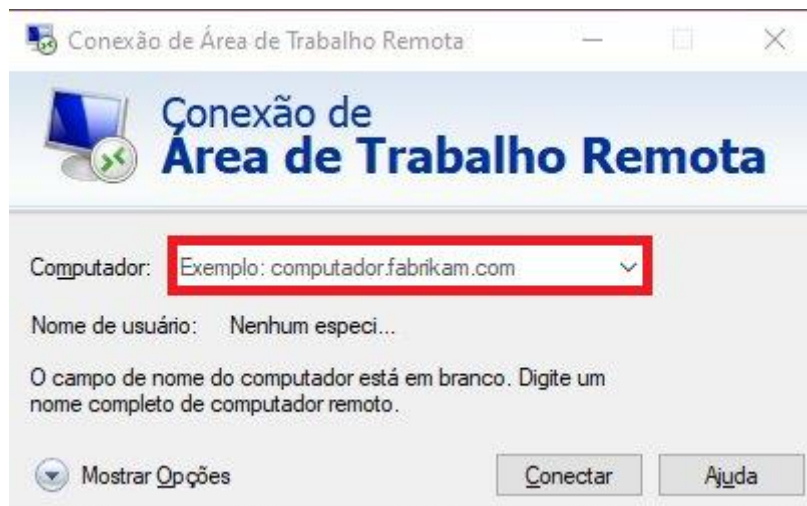 Conexão de Área de Trabalho Remota
Conexão de
Área de Trabalho Remota
Computador: Exemplo: computador.fabrikam.com
Nome de usuário: Nenhum especi...
O campo de nome do computador está em branco. Digite um
nome completo de computador remoto.
Mostrar Opções Conectar Ajuda